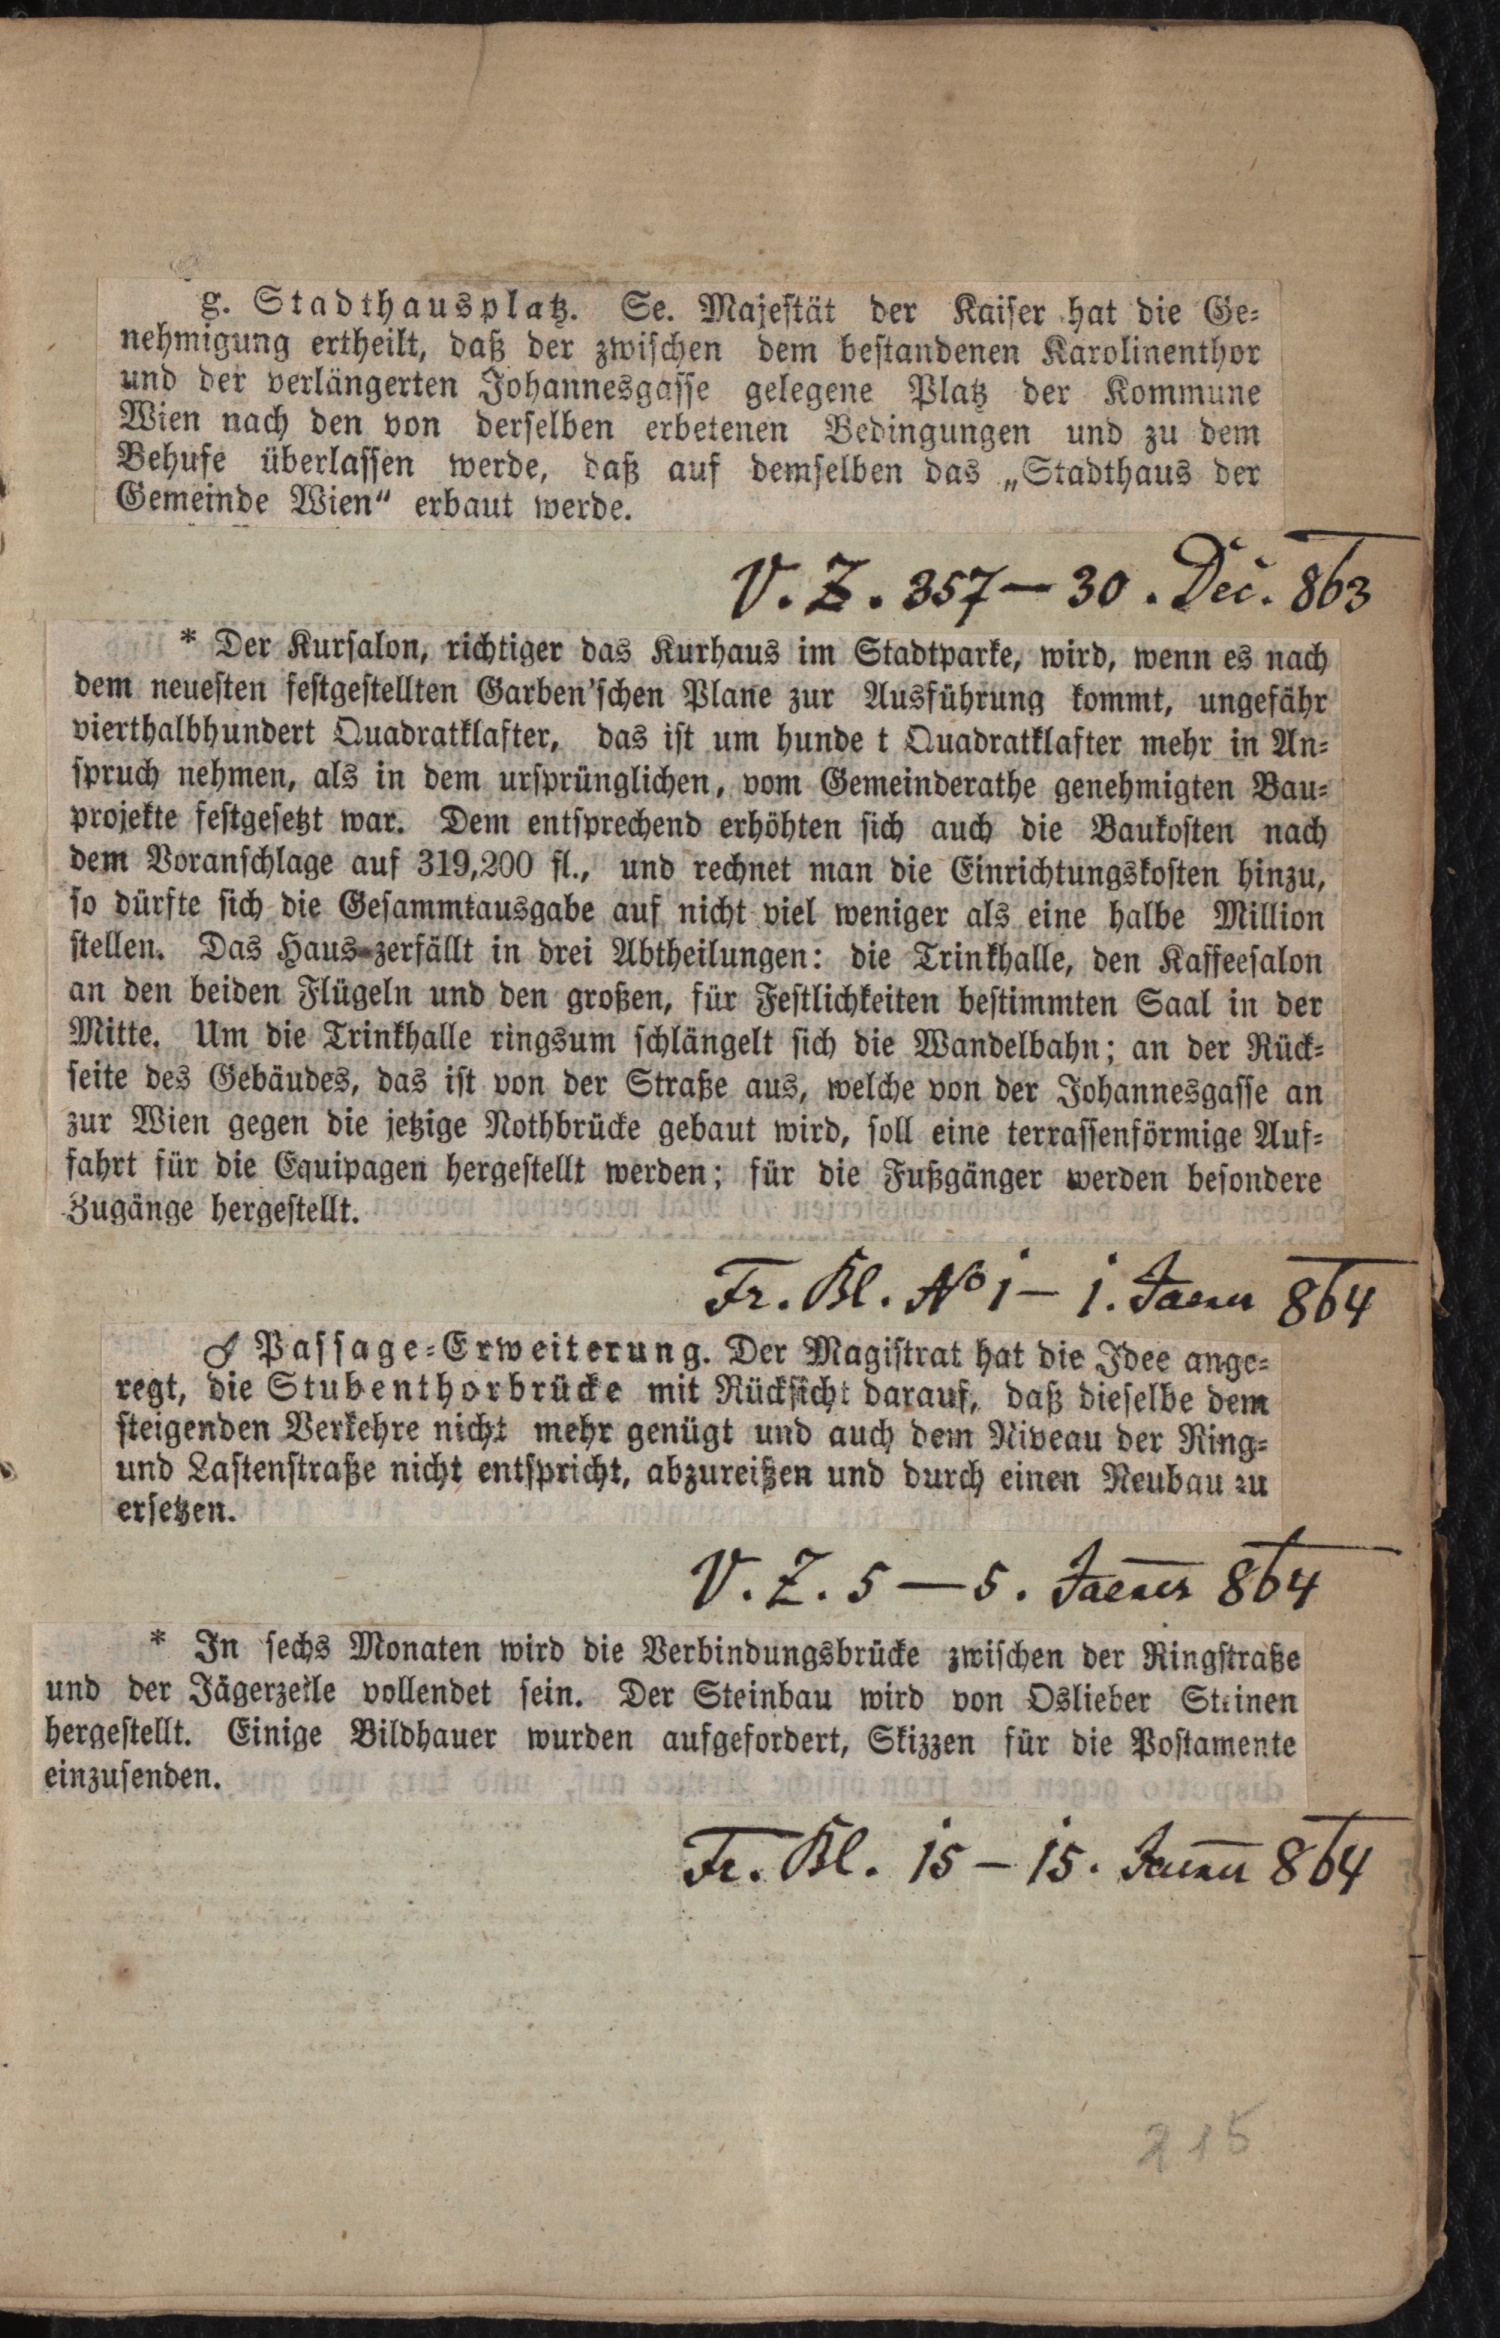 g. Stadthausplatz. Se. Majestät der Kaiser hat die Ge-
nehmigung ertheilt, daß der zwischen dem bestandenen Karolinenthor
und der verlängerten Johannesgasse gelegene Platz der Kommune
Wien nach den von derselben erbetenen Bedingungen und zu dem
Behufe überlassen werde, daß auf demselben das „Stadthaus der
Gemeinde Wien“ erbaut werde.
V. Z. 357 — 30. Dec. 863
* Der Kursalon, richtiger das Kurhaus im Stadtparke, wird, wenn es nach
dem neuesten festgestellten Garben'schen Plane zur Ausführung kommt, ungefähr
vierthalbhundert Quadratklafter, das ist um hunde t Quadratklafter mehr in An-
spruch nehmen, als in dem ursprünglichen, vom Gemeinderathe genehmigten Bau-
projekte festgesetzt war. Dem entsprechend erhöhten sich auch die Baukosten nach
dem Voranschlage auf 319,200 fl., und rechnet man die Einrichtungskosten hinzu,
so dürfte sich die Gesammtausgabe auf nicht viel weniger als eine halbe Million
stellen. Das Haus zerfällt in drei Abtheilungen: die Trinkhalle, den Kaffeesalon
an den beiden Flügeln und den großen, für Festlichkeiten bestimmten Saal in der
Mitte. Um die Trinkhalle ringsum schlängelt sich die Wandelbahn; an der Rück-
seite des Gebäudes, das ist von der Straße aus, welche von der Johannesgasse an
zur Wien gegen die jetzige Nothbrücke gebaut wird, soll eine terrassenförmige Auf-
fahrt für die Equipagen hergestellt werden; für die Fußgänger werden besondere
Zugänge hergestellt.
Fr. Bl. No 1 — 1. Jaener 864
♂ Passage-Erweiterung. Der Magistrat hat die Idee ange-
regt, die Stubenthorbrücke mit Rücksicht darauf, daß dieselbe dem
steigenden Verkehre nicht mehr genügt und auch dem Niveau der Ring-
und Lastenstraße nicht entspricht, abzureißen und durch einen Neubau zu
ersetzen.
V. Z. 5 — 5. Jaener 864
* In sechs Monaten wird die Verbindungsbrücke zwischen der Ringstraße
und der Jägerzeile vollendet sein. Der Steinbau wird von Oslieber Steinen
hergestellt. Einige Bildhauer wurden aufgefordert, Skizzen für die Postamente
einzusenden.
Fr. Bl. 15 — 15. Jaener 864
215